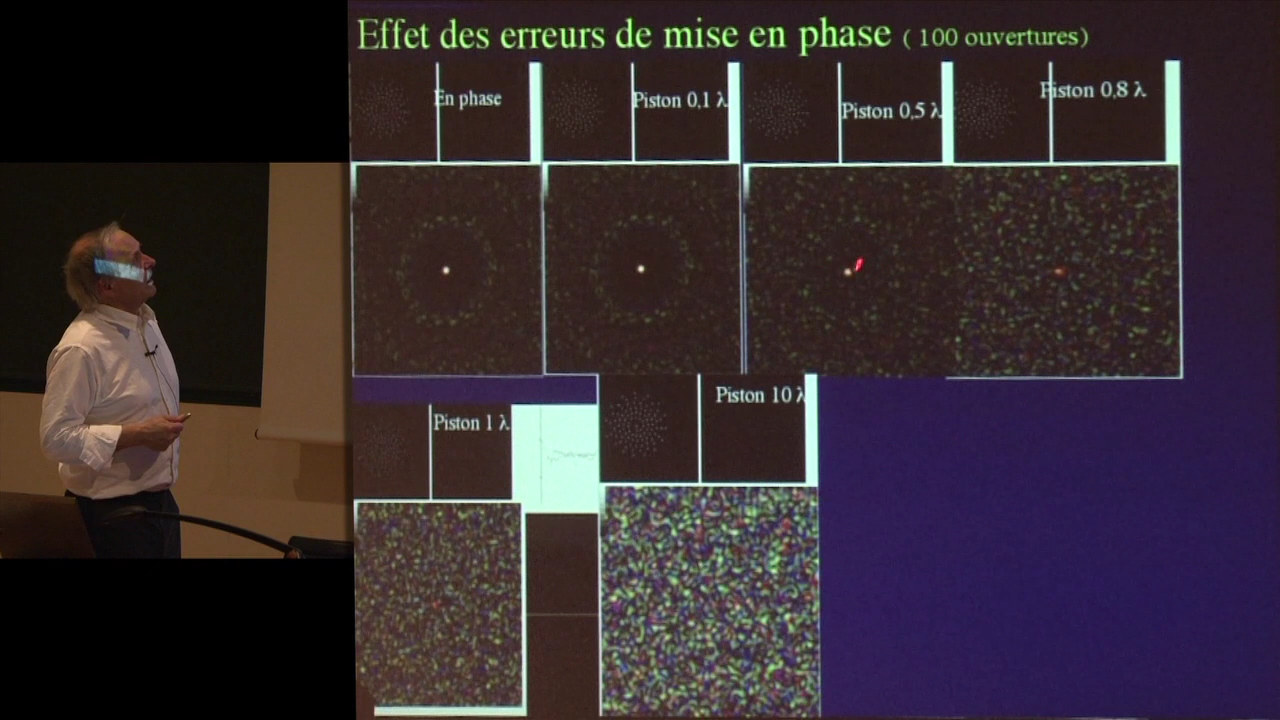 Effet des erreurs de mise en phase ( 100 ouvertures)
En phase
Piston 0,1 λ
Piston 0,5 λ
Piston 0,8 λ
Piston 1 λ
Piston 10 λ